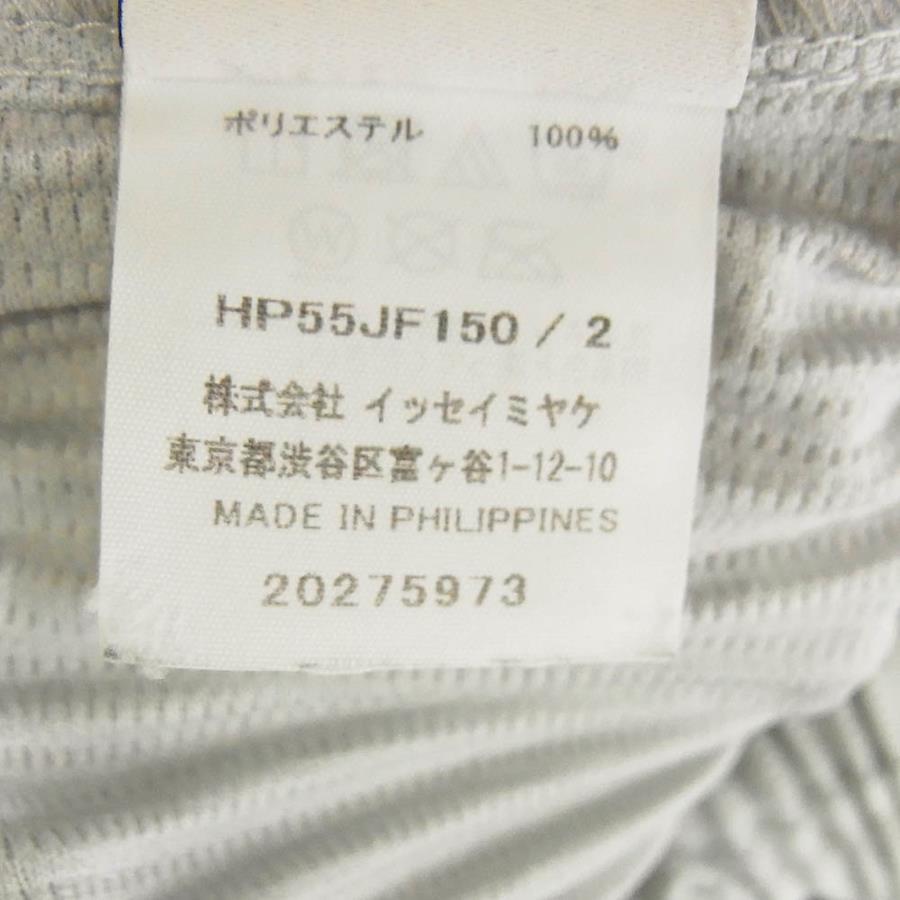 ポリエステル 100%
HP55JF150 / 2
株式会社 イッセイミヤケ
東京都渋谷区富ヶ谷1-12-10
MADE IN PHILIPPINES
20275973